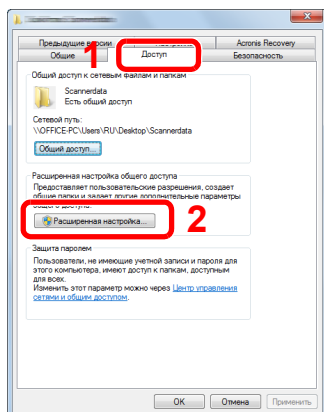 Предыдущие версии
Acronis Recovery
Общие
1
Доступ
Безопасность
Общий доступ к сетевым файлам и папкам
Scannerdata
Есть общий доступ
Сетевой путь:
\\OFFICE-PC\Users\RU\Desktop\Scannerdata
Общий доступ...
Расширенная настройка общего доступа
Предоставляет пользовательские разрешения, создает
общие папки и задает другие дополнительные параметры
общего доступа.
Расширенная настройка...
2
Защита паролем
Пользователи, не имеющие учетной записи и пароля для
этого компьютера, имеют доступ к папкам, доступным
для всех.
Изменить этот параметр можно через Центр управления
сетями и общим доступом.
OK
Отмена
Применить